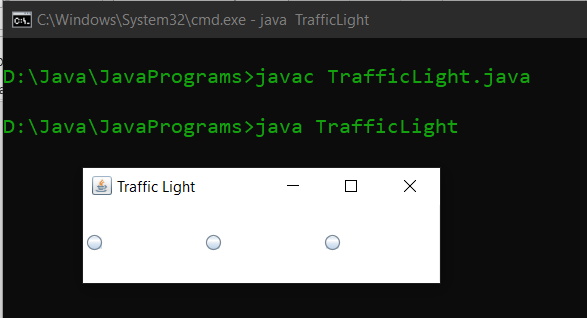 C:\Windows\System32\cmd.exe - java  TrafficLight
D:\Java\JavaPrograms>javac TrafficLight.java
D:\Java\JavaPrograms>java TrafficLight
Traffic Light